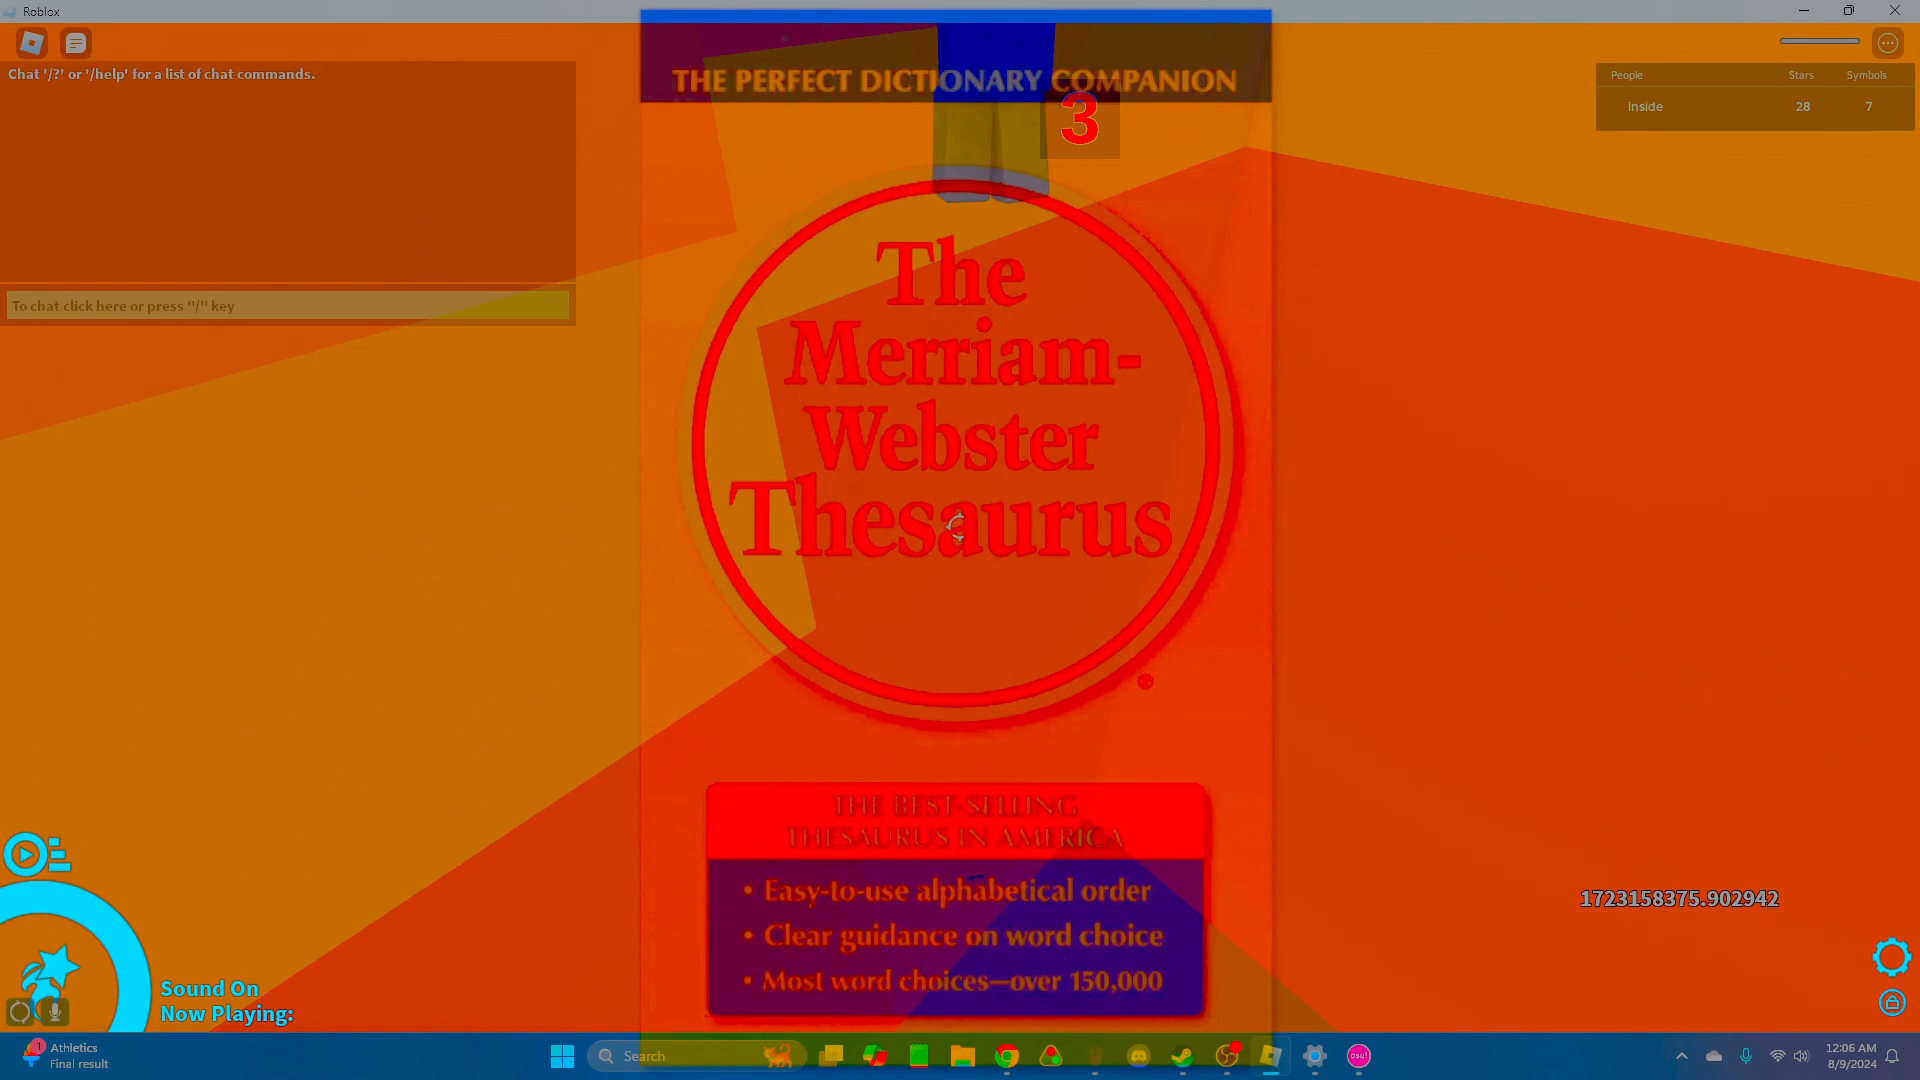 Roblox
Chat '/?' or '/help' for a list of chat commands.
To chat click here or press "/" key
THE PERFECT DICTIONARY COMPANION
3
People Stars Symbols
Inside 28 7
The
Merriam-
Webster
Thesaurus
THE BEST-SELLING
THESAURUS IN AMERICA
• Easy-to-use alphabetical order
• Clear guidance on word choice
• Most word choices—over 150,000
1723158375.902942
Sound On
Now Playing:
1
Athletics
Final result
Search
osu!
12:06 AM
8/9/2024